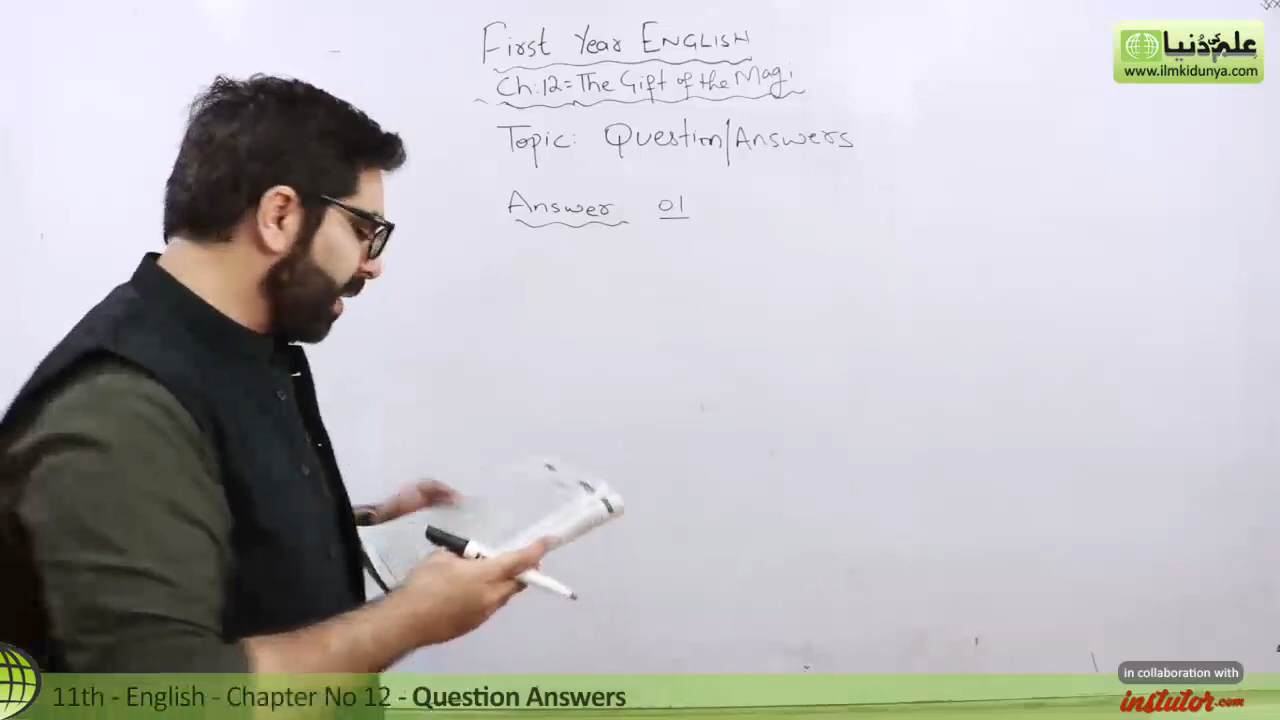 First Year ENGLISH
Ch:12=The Gift of the Magi
Topic: Question/Answers
Answer 01
علم کی دُنیا
www.ilmkidunya.com
11th - English - Chapter No 12 - Question Answers
in collaboration with
instutor.com